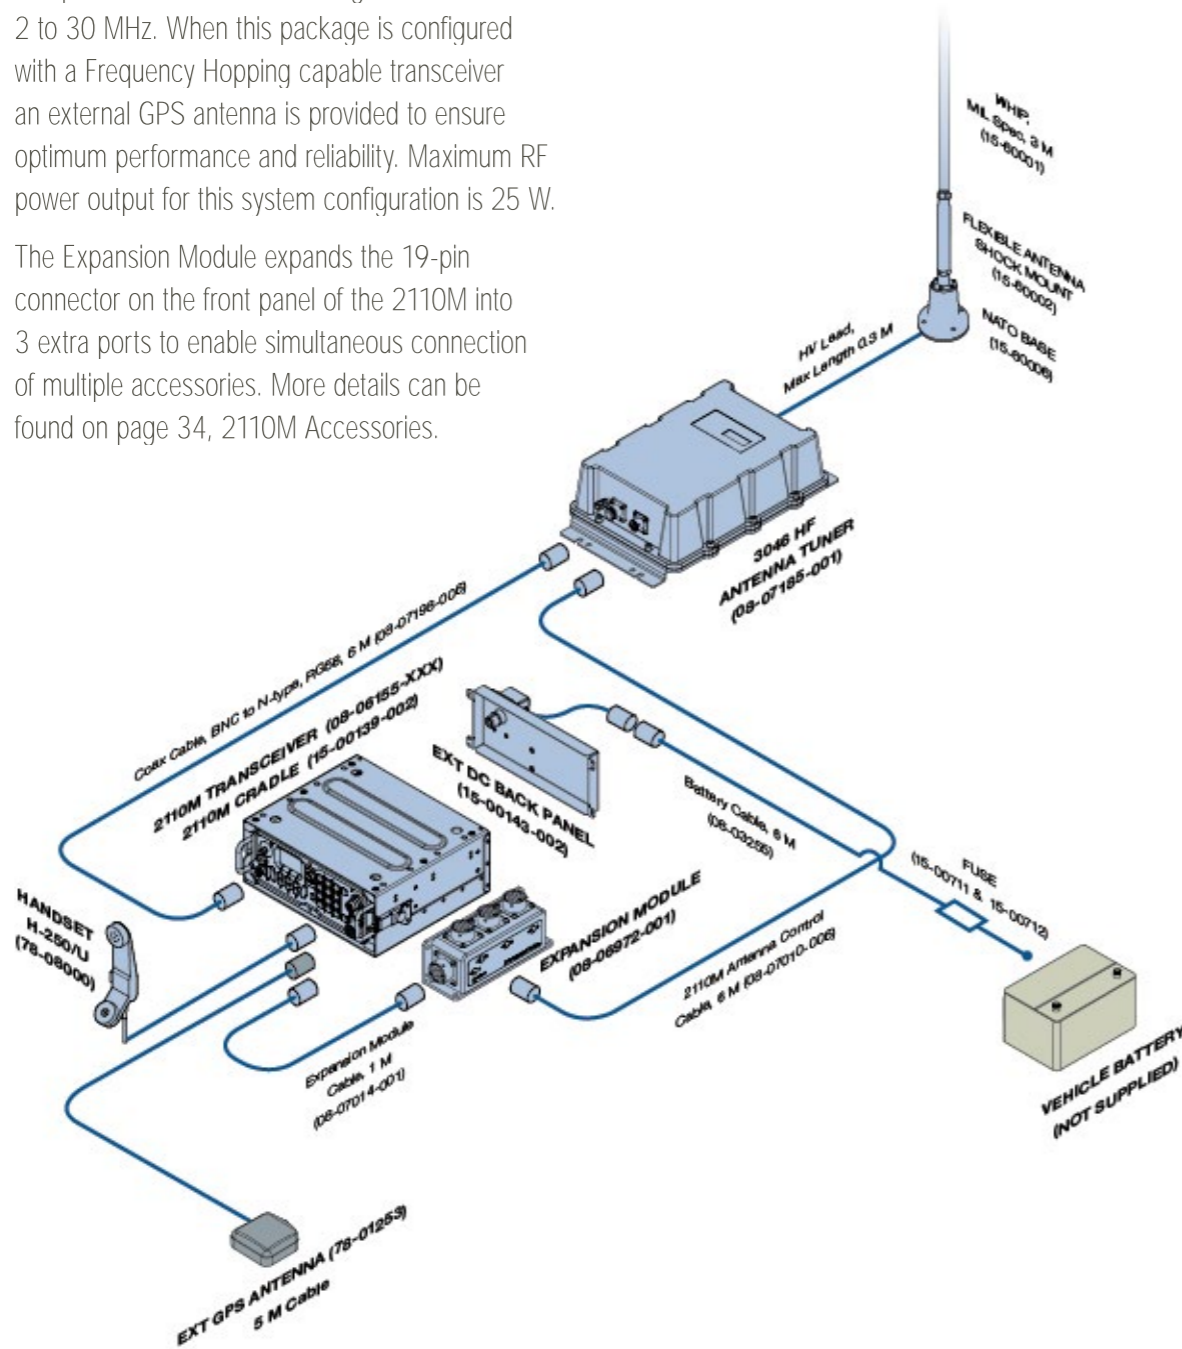 2 to 30 MHz. When this package is configured
with a Frequency Hopping capable transceiver
an external GPS antenna is provided to ensure
optimum performance and reliability. Maximum RF
power output for this system configuration is 25 W.
The Expansion Module expands the 19-pin
connector on the front panel of the 2110M into
3 extra ports to enable simultaneous connection
of multiple accessories. More details can be
found on page 34, 2110M Accessories.
WHIP,
MIL Spec, 3 M
(15-60001)
FLEXIBLE ANTENNA
SHOCK MOUNT
(15-60002)
NATO BASE
(15-60006)
HV Lead,
Max Length 0.3 M
3046 HF
ANTENNA TUNER
(08-07185-001)
Coax Cable, BNC to N-type, RG58, 6 M (08-07196-006)
2110M TRANSCEIVER (08-06155-XXX)
2110M CRADLE (15-00139-002)
EXT DC BACK PANEL
(15-00143-002)
Battery Cable, 6 M
(08-03255)
FUSE
(15-00711 & 15-00712)
HANDSET
H-250/U
(78-08000)
EXPANSION MODULE
(08-06972-001)
2110M Antenna Control
Cable, 6 M (08-07010-006)
Expansion Module
Cable, 1 M
(08-07014-001)
VEHICLE BATTERY
(NOT SUPPLIED)
EXT GPS ANTENNA (78-01253)
5 M Cable